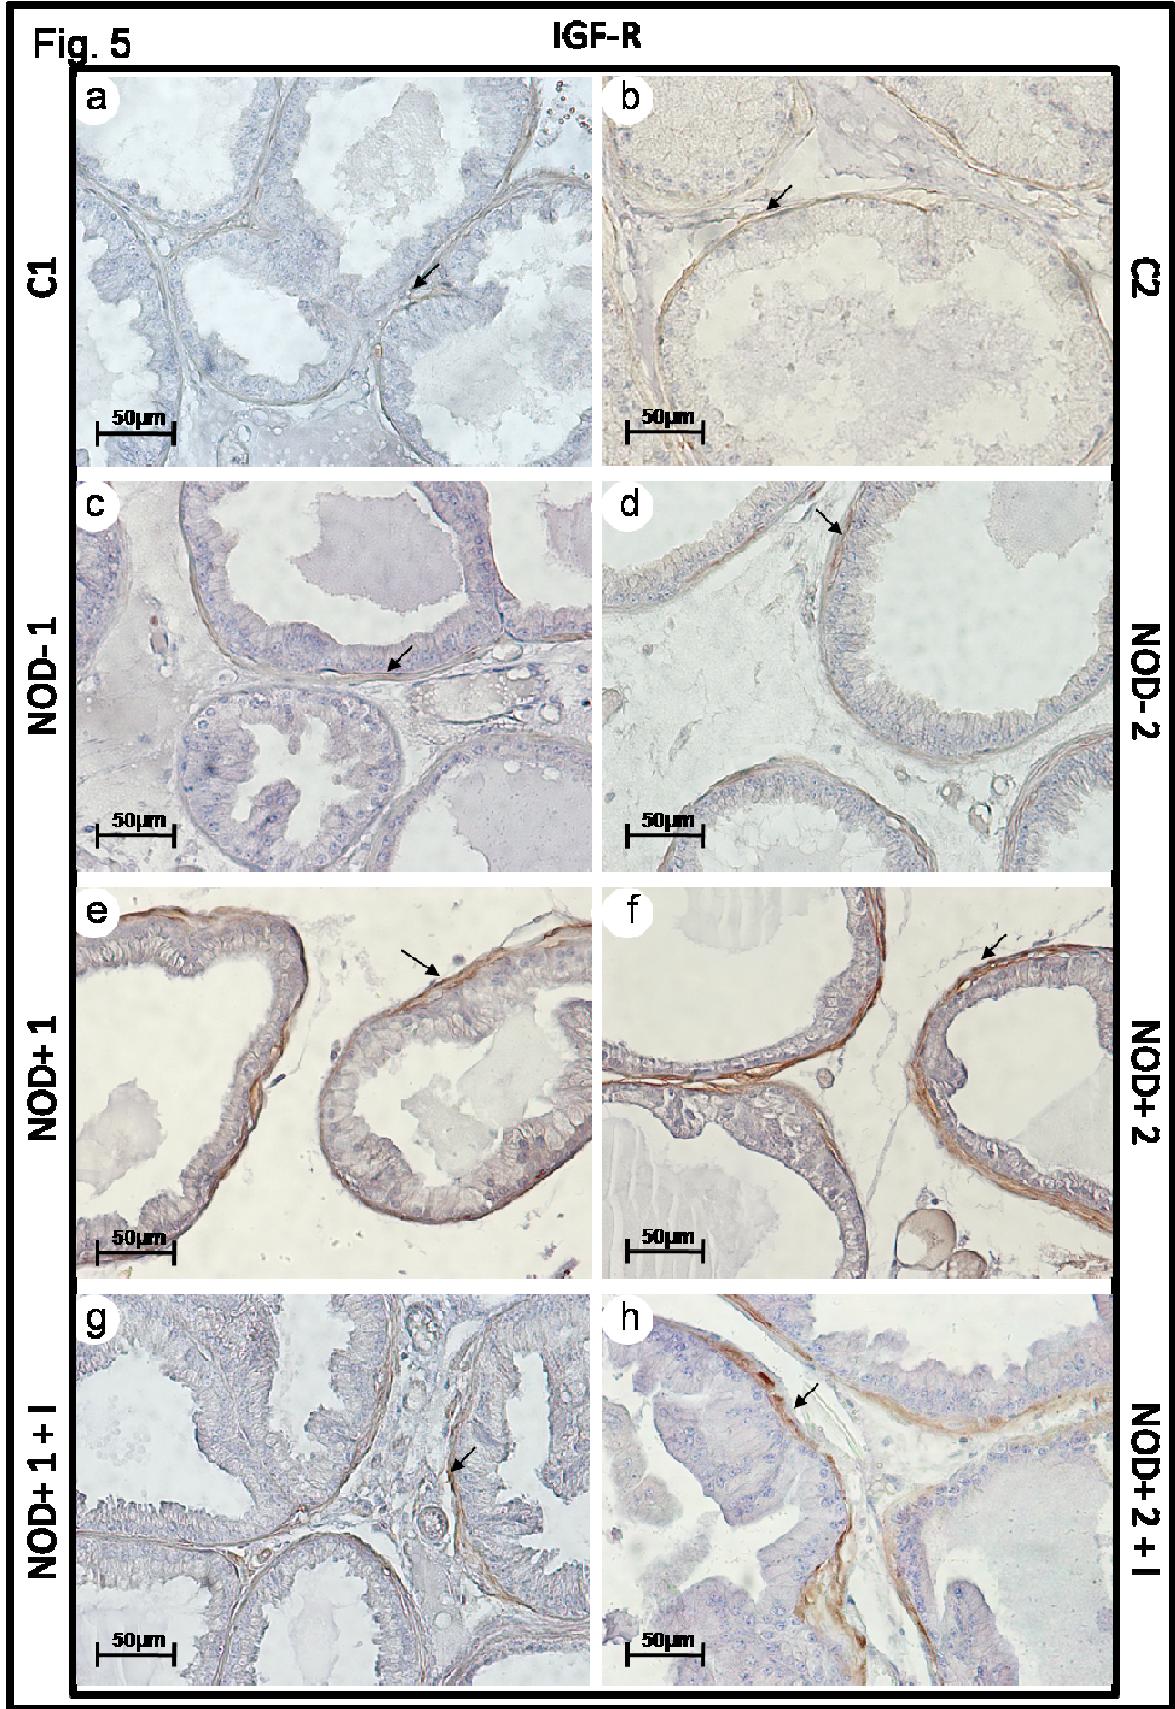 Fig. 5
IGF-R
a
b
C1
C2
50µm
50µm
c
d
NOD- 1
NOD- 2
50µm
50µm
e
f
NOD+ 1
NOD+ 2
50µm
50µm
g
h
NOD+ 1 + I
NOD+ 2 + I
50µm
50µm